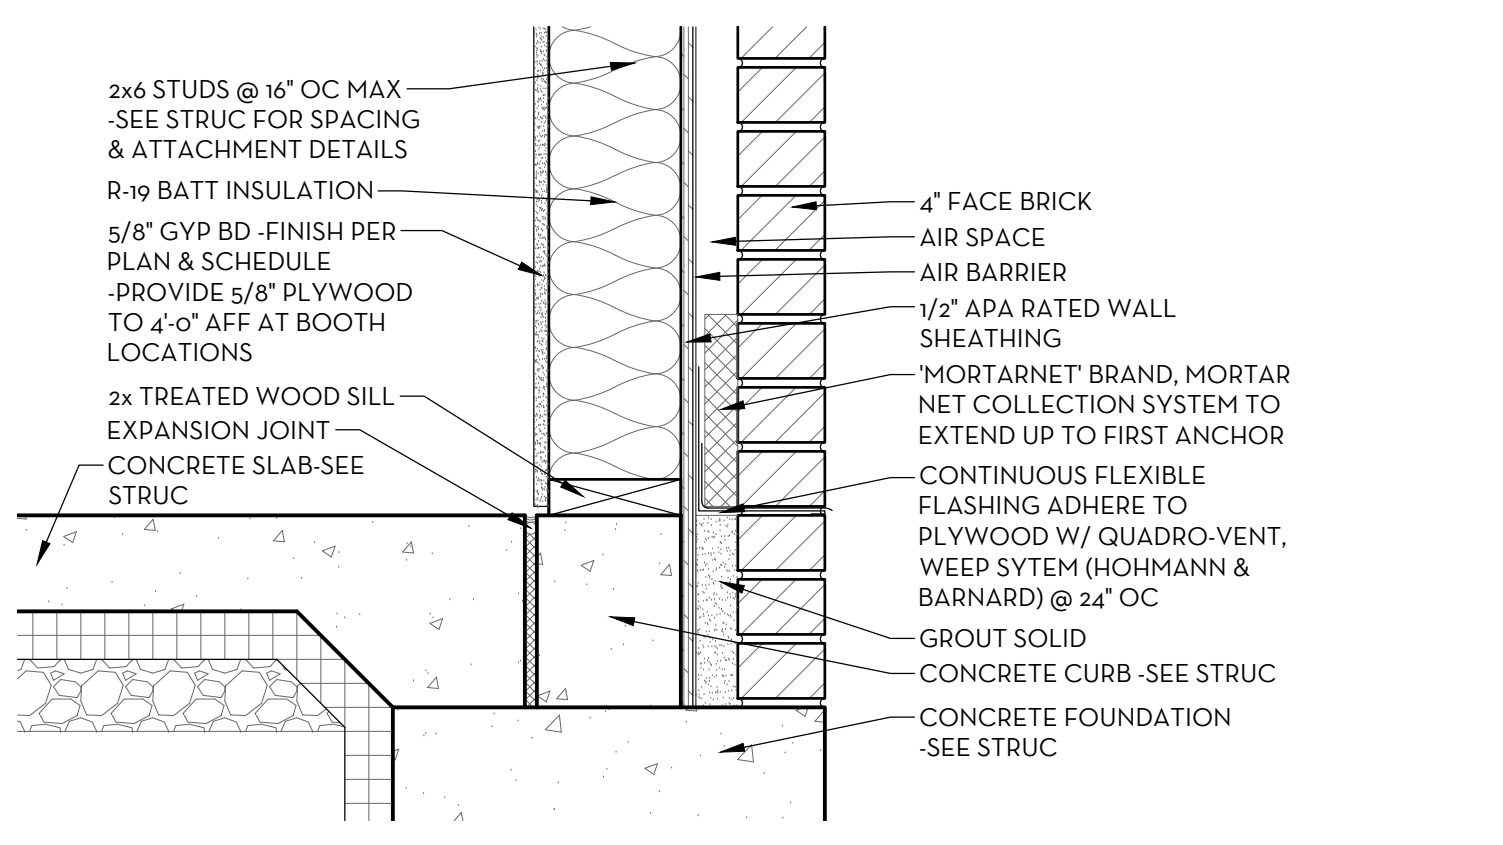 2x6 STUDS @ 16" OC MAX
-SEE STRUC FOR SPACING
& ATTACHMENT DETAILS
R-19 BATT INSULATION
5/8" GYP BD -FINISH PER
PLAN & SCHEDULE
-PROVIDE 5/8" PLYWOOD
TO 4'-0" AFF AT BOOTH
LOCATIONS
2x TREATED WOOD SILL
EXPANSION JOINT
CONCRETE SLAB-SEE
STRUC
4" FACE BRICK
AIR SPACE
AIR BARRIER
1/2" APA RATED WALL
SHEATHING
'MORTARNET' BRAND, MORTAR
NET COLLECTION SYSTEM TO
EXTEND UP TO FIRST ANCHOR
CONTINUOUS FLEXIBLE
FLASHING ADHERE TO
PLYWOOD W/ QUADRO-VENT,
WEEP SYTEM (HOHMANN &
BARNARD) @ 24" OC
GROUT SOLID
CONCRETE CURB -SEE STRUC
CONCRETE FOUNDATION
-SEE STRUC